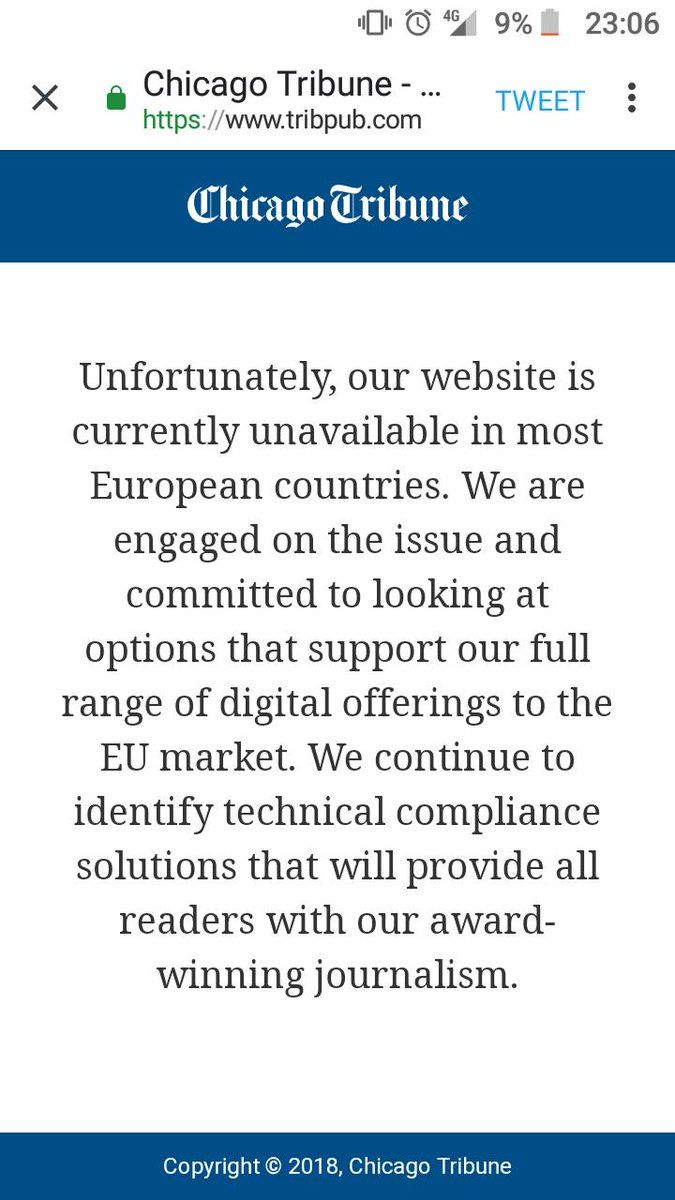 4G 9% 23:06
Chicago Tribune - ...
https://www.tribpub.com
TWEET
Chicago Tribune
Unfortunately, our website is
currently unavailable in most
European countries. We are
engaged on the issue and
committed to looking at
options that support our full
range of digital offerings to the
EU market. We continue to
identify technical compliance
solutions that will provide all
readers with our award-
winning journalism.
Copyright © 2018, Chicago Tribune